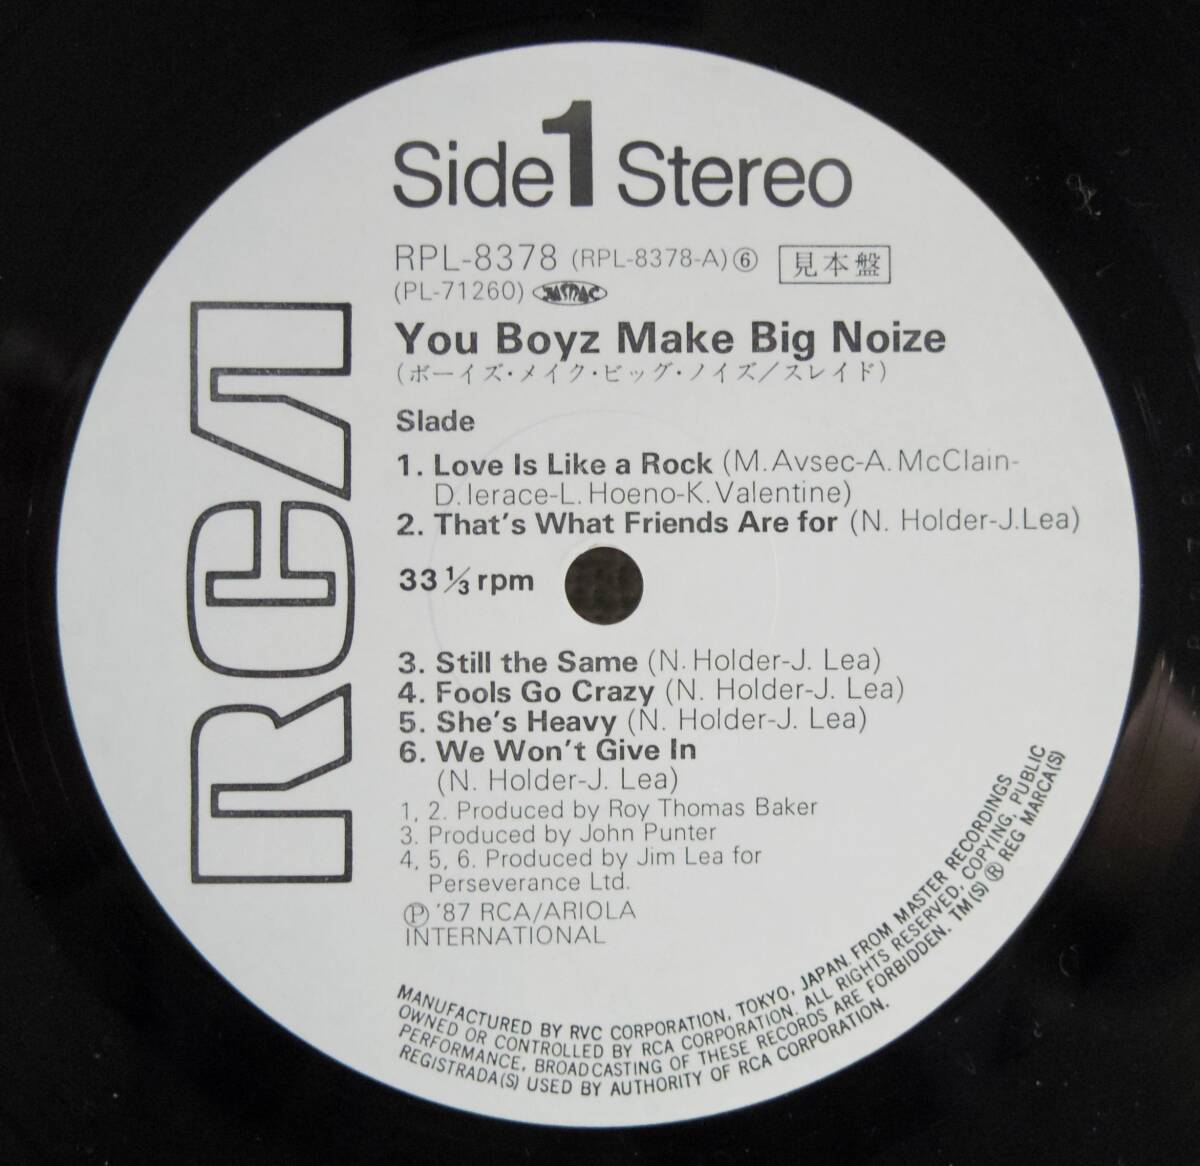 Side 1 Stereo
RPL-8378 (RPL-8378-A)⑥ 見本盤
(PL-71260) JASRAC
You Boyz Make Big Noize
(ボーイズ・メイク・ビッグ・ノイズ/スレイド)
Slade
1. Love Is Like a Rock (M. Avsec-A. McClain-
D. Ierace-L. Hoeno-K. Valentine)
2. That's What Friends Are for (N. Holder-J.Lea)
33 1/3 rpm
3. Still the Same (N. Holder-J. Lea)
4. Fools Go Crazy (N. Holder-J. Lea)
5. She's Heavy (N. Holder-J. Lea)
6. We Won't Give In
(N. Holder-J. Lea)
1, 2. Produced by Roy Thomas Baker
3. Produced by John Punter
4, 5, 6. Produced by Jim Lea for
Perseverance Ltd.
Ⓟ '87 RCA/ARIOLA
INTERNATIONAL
RCA
MANUFACTURED BY RVC CORPORATION, TOKYO, JAPAN. FROM MASTER RECORDINGS
OWNED OR CONTROLLED BY RCA CORPORATION. ALL RIGHTS RESERVED, COPYING, PUBLIC
PERFORMANCE, BROADCASTING OF THESE RECORDS ARE FORBIDDEN. TM(S) ® REG MARCA(S)
REGISTRADA(S) USED BY AUTHORITY OF RCA CORPORATION.